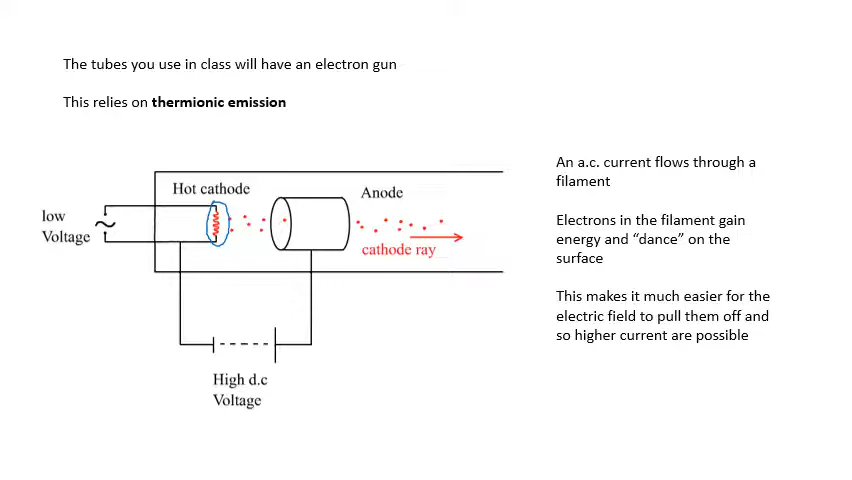 The tubes you use in class will have an electron gun
This relies on thermionic emission
Hot cathode
Anode
low
Voltage
cathode ray
High d.c
Voltage
An a.c. current flows through a
filament
Electrons in the filament gain
energy and “dance” on the
surface
This makes it much easier for the
electric field to pull them off and
so higher current are possible